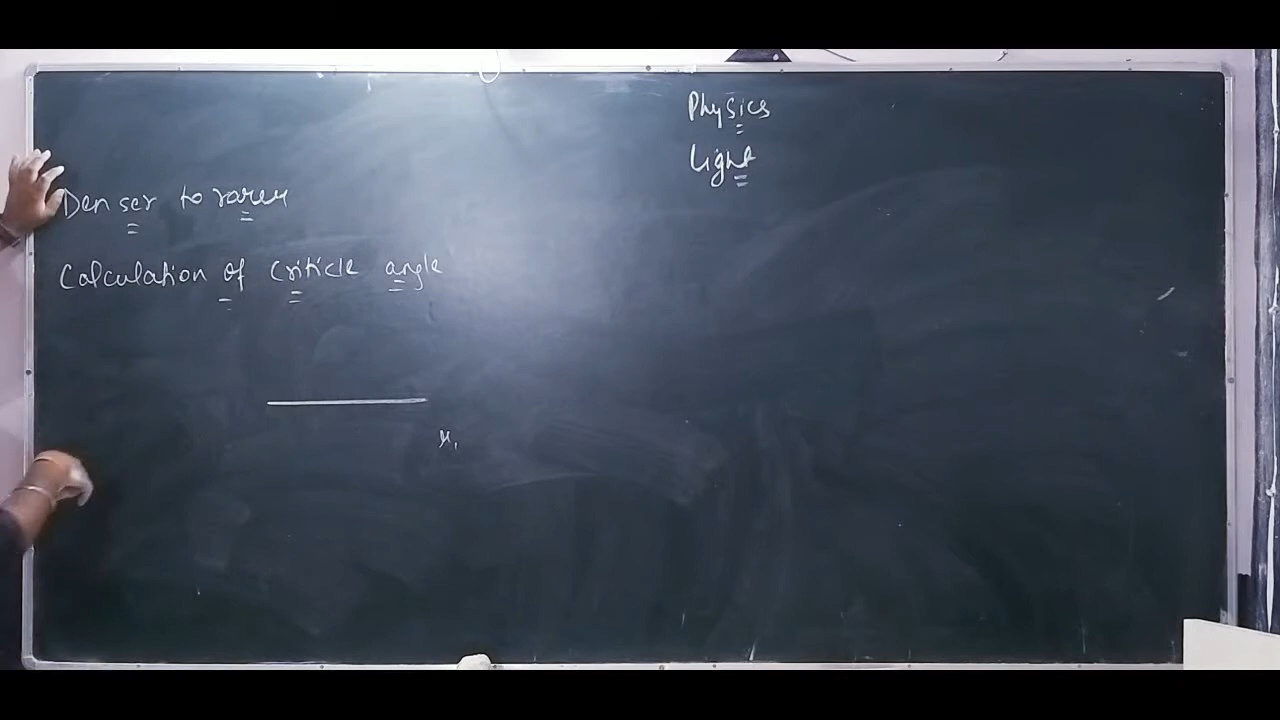 Physics
Light
Denser to rarer
Calculation of criticle angle
μ₁